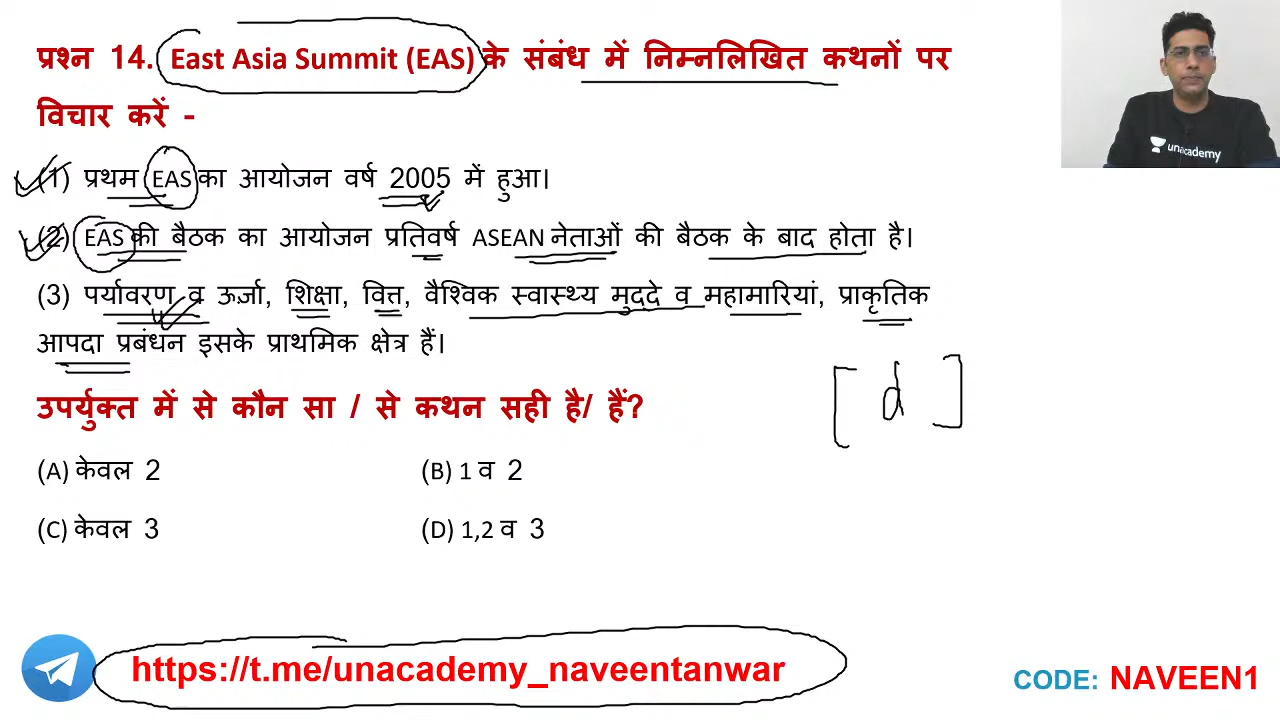 प्रश्न 14. East Asia Summit (EAS) के संबंध में निम्नलिखित कथनों पर
विचार करें -
(1) प्रथम EAS का आयोजन वर्ष 2005 में हुआ।
(2) EAS की बैठक का आयोजन प्रतिवर्ष ASEAN नेताओं की बैठक के बाद होता है।
(3) पर्यावरण व ऊर्जा, शिक्षा, वित्त, वैश्विक स्वास्थ्य मुददे व महामारियां, प्राकृतिक
आपदा प्रबंधन इसके प्राथमिक क्षेत्र हैं।
[ d ]
उपर्युक्त में से कौन सा / से कथन सही है/ हैं?
(A) केवल 2
(B) 1 व 2
(C) केवल 3
(D) 1,2 व 3
https://t.me/unacademy_naveentanwar
CODE: NAVEEN1
unacademy